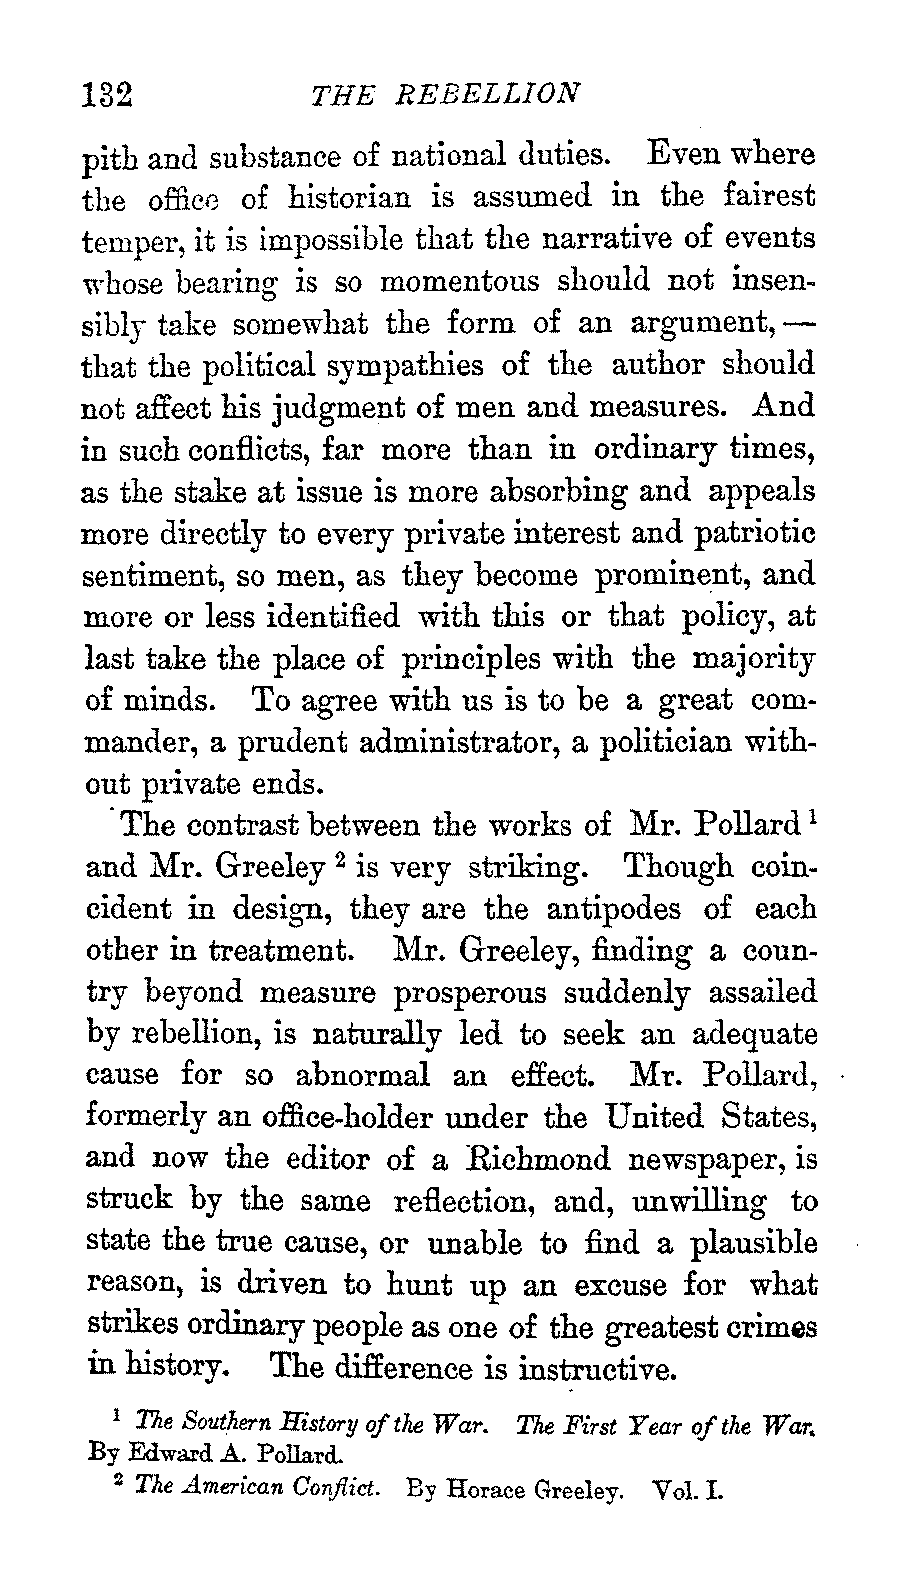 132 THE REBELLION
pith and substance of national duties. Even where
the office of historian is assumed in the fairest
temper, it is impossible that the narrative of events
whose bearing is so momentous should not insen-
sibly take somewhat the form of an argument, —
that the political sympathies of the author should
not affect his judgment of men and measures. And
in such conflicts, far more than in ordinary times,
as the stake at issue is more absorbing and appeals
more directly to every private interest and patriotic
sentiment, so men, as they become prominent, and
more or less identified with this or that policy, at
last take the place of principles with the majority
of minds. To agree with us is to be a great com-
mander, a prudent administrator, a politician with-
out private ends.
The contrast between the works of Mr. Pollard ¹
and Mr. Greeley ² is very striking. Though coin-
cident in design, they are the antipodes of each
other in treatment. Mr. Greeley, finding a coun-
try beyond measure prosperous suddenly assailed
by rebellion, is naturally led to seek an adequate
cause for so abnormal an effect. Mr. Pollard,
formerly an office-holder under the United States,
and now the editor of a Richmond newspaper, is
struck by the same reflection, and, unwilling to
state the true cause, or unable to find a plausible
reason, is driven to hunt up an excuse for what
strikes ordinary people as one of the greatest crimes
in history. The difference is instructive.
¹ The Southern History of the War. The First Year of the War.
By Edward A. Pollard.
² The American Conflict. By Horace Greeley. Vol. I.